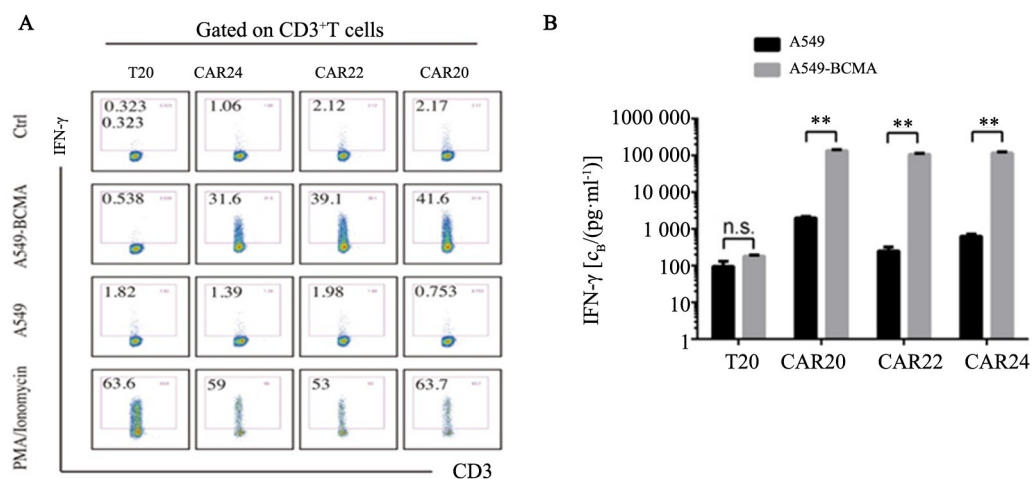 A
Gated on CD3⁺T cells
T20 CAR24 CAR22 CAR20
Ctrl
0.323 1.06 2.12 2.17
0.323
IFN-γ
A549-BCMA
0.538 31.6 39.1 41.6
A549
1.82 1.39 1.98 0.753
PMA/Ionomycin
63.6 59 53 63.7
CD3
B
A549
A549-BCMA
IFN-γ [cB/(pg·ml⁻¹)]
1000 000
100 000
10 000
1 000
100
10
1
n.s. ** ** **
T20 CAR20 CAR22 CAR24